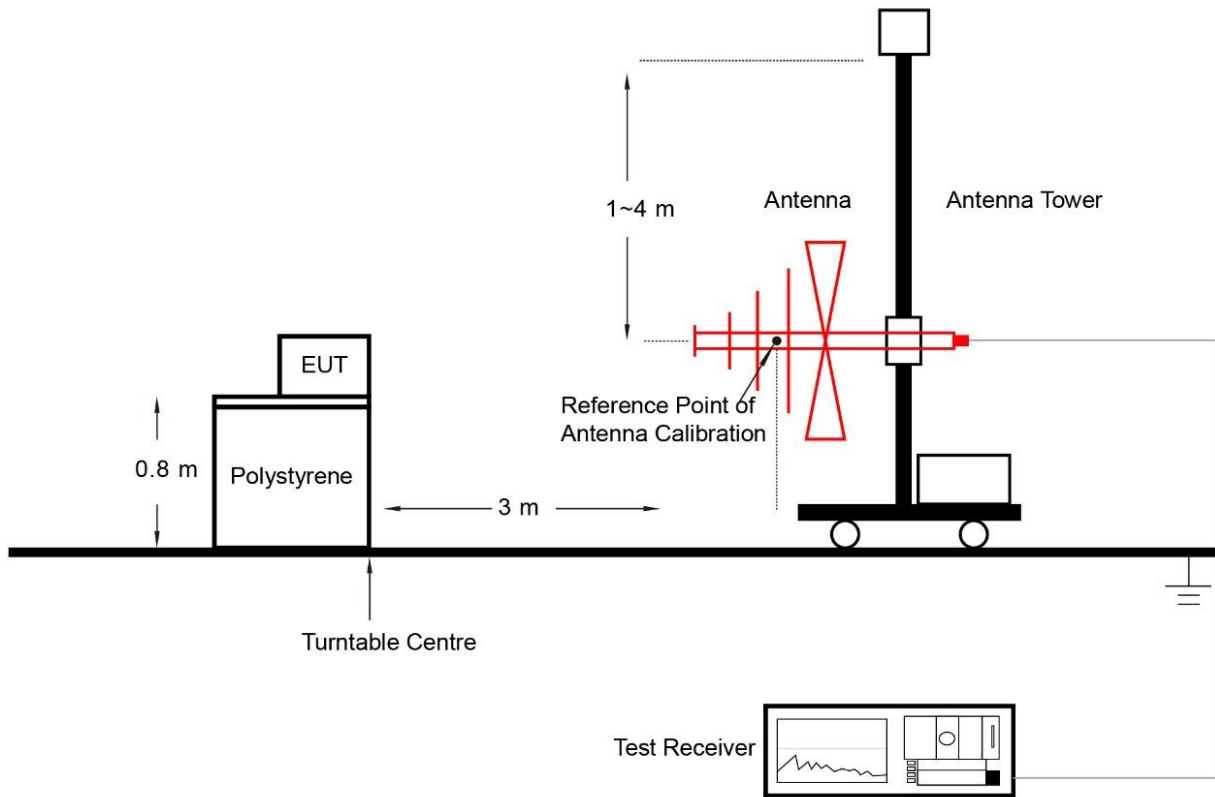 1~4 m
Antenna
Antenna Tower
EUT
Reference Point of
Antenna Calibration
0.8 m
Polystyrene
3 m
Turntable Centre
Test Receiver